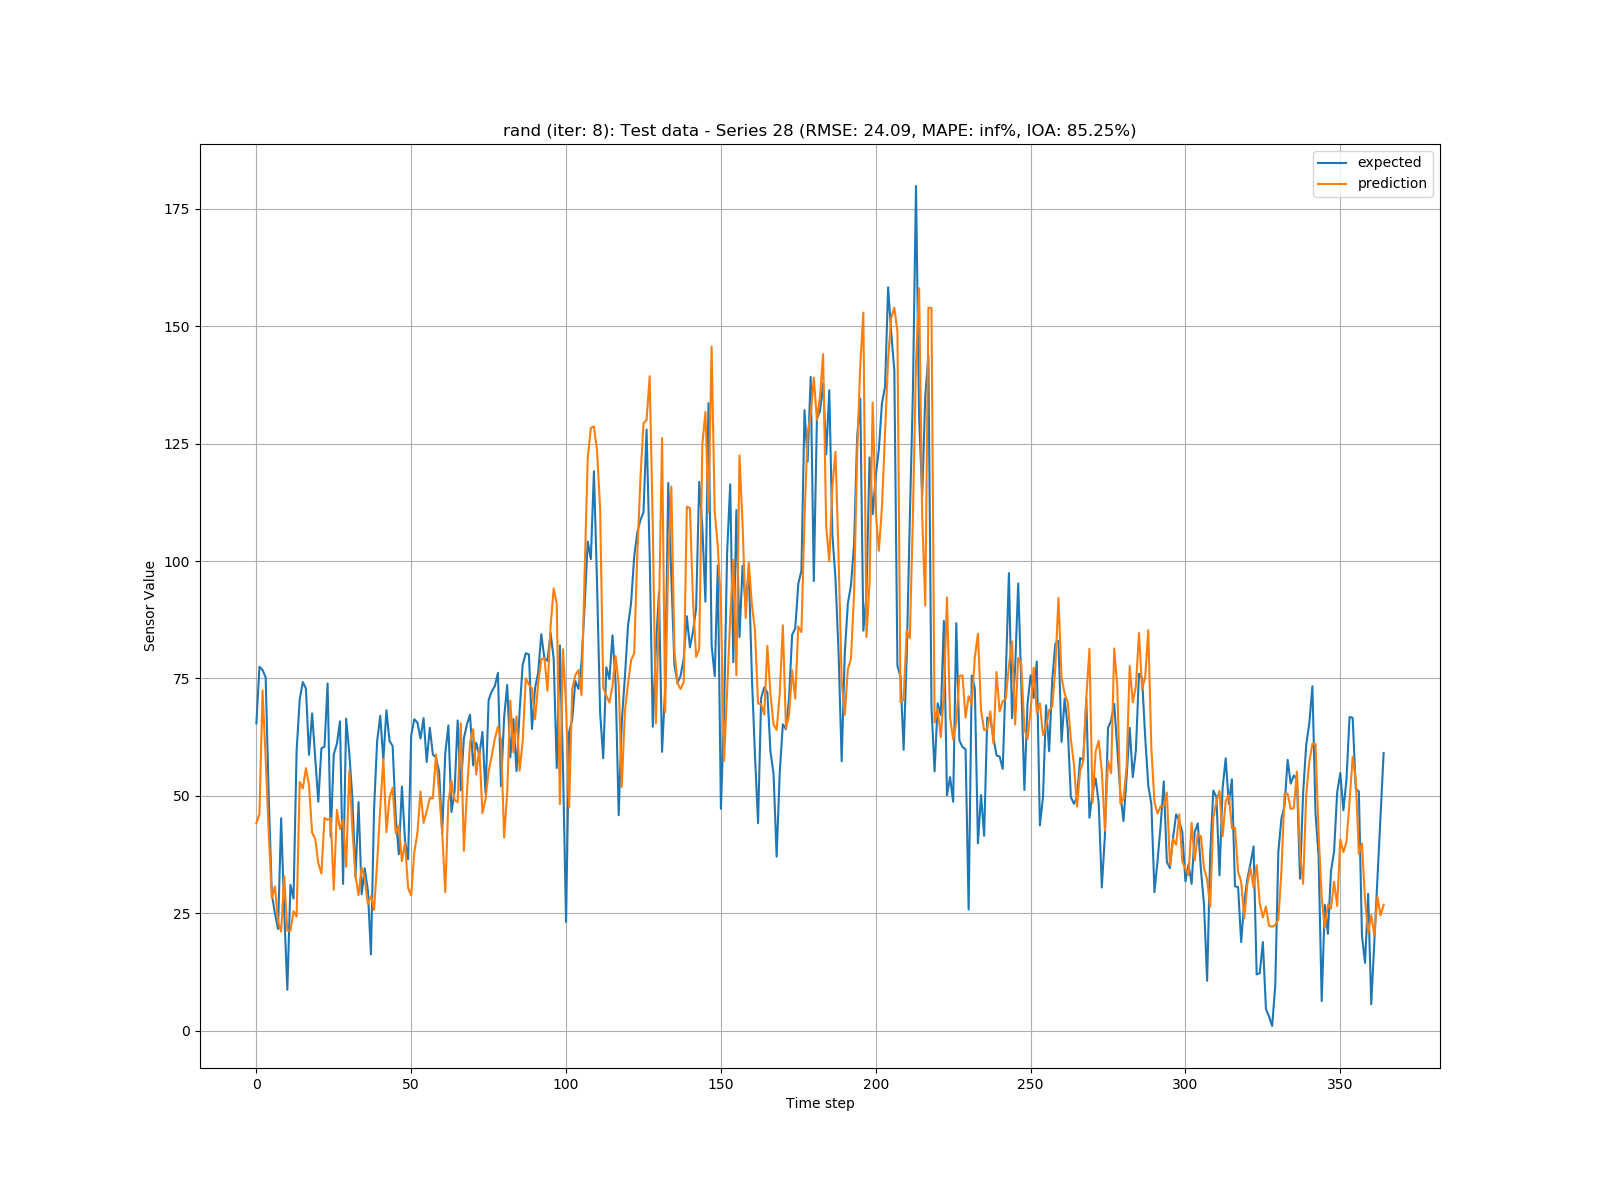 rand (iter: 8): Test data - Series 28 (RMSE: 24.09, MAPE: inf%, IOA: 85.25%)
expected
prediction
175
150
125
100
75
50
25
0
Sensor Value
0 50 100 150 200 250 300 350
Time step